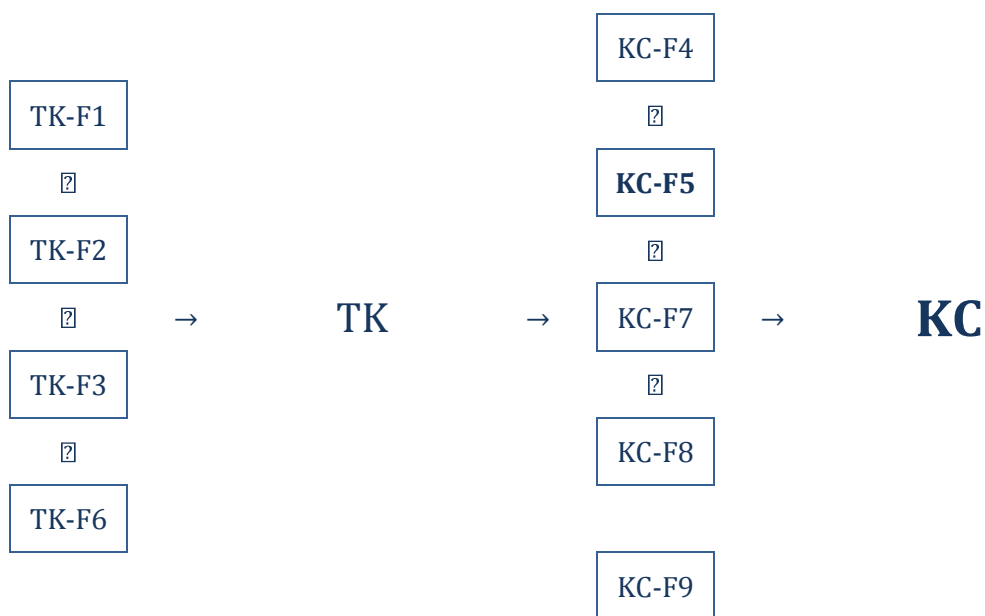 TK-F1
TK-F2
TK-F3
TK-F6
→ TK →
KC-F4
KC-F5
KC-F7
KC-F8
KC-F9
→ KC